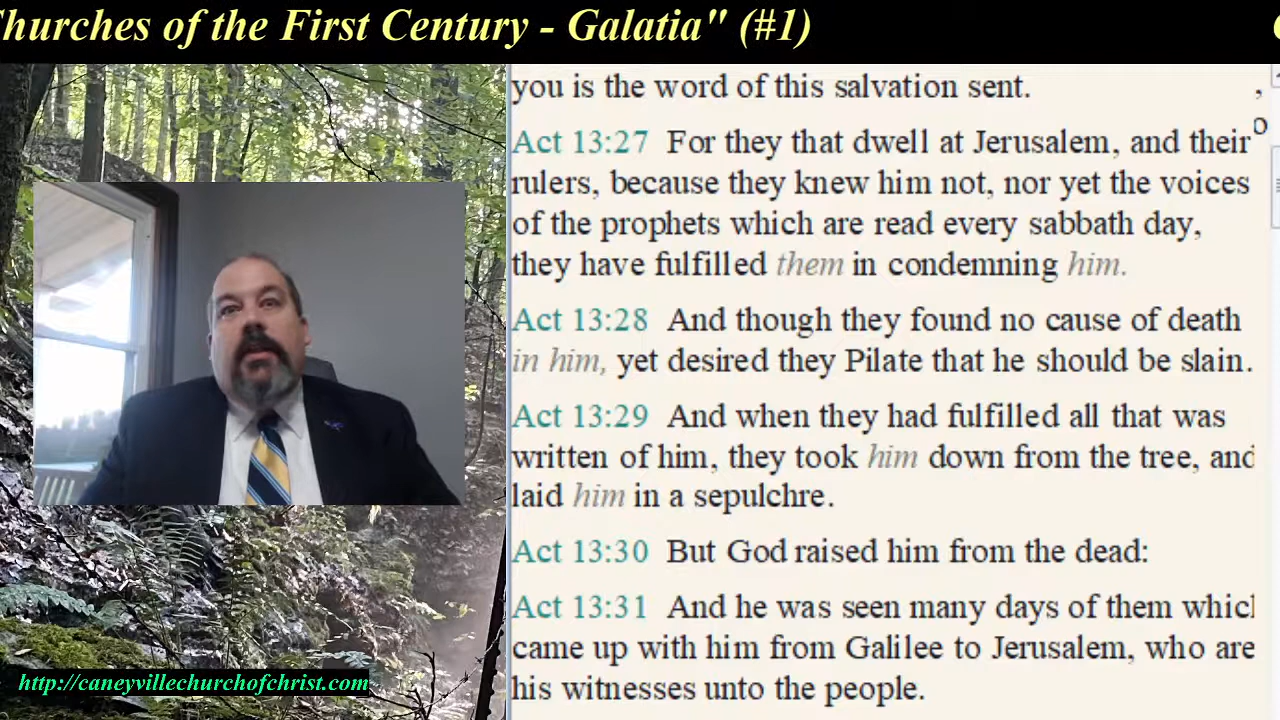 Churches of the First Century - Galatia" (#1)
you is the word of this salvation sent.
Act 13:27 For they that dwell at Jerusalem, and their
rulers, because they knew him not, nor yet the voices
of the prophets which are read every sabbath day,
they have fulfilled them in condemning him.
Act 13:28 And though they found no cause of death
in him, yet desired they Pilate that he should be slain.
Act 13:29 And when they had fulfilled all that was
written of him, they took him down from the tree, and
laid him in a sepulchre.
Act 13:30 But God raised him from the dead:
Act 13:31 And he was seen many days of them which
came up with him from Galilee to Jerusalem, who are
his witnesses unto the people.
http://caneyvillechurchofchrist.com